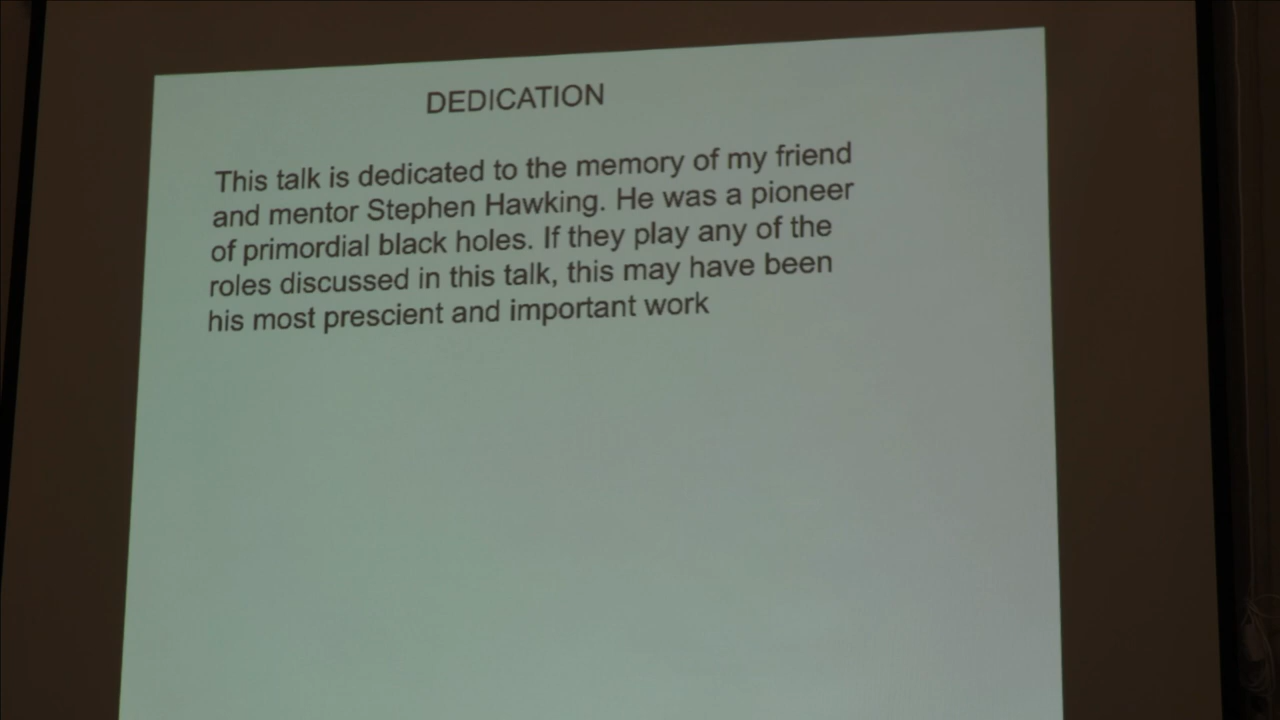 DEDICATION
This talk is dedicated to the memory of my friend
and mentor Stephen Hawking. He was a pioneer
of primordial black holes. If they play any of the
roles discussed in this talk, this may have been
his most prescient and important work